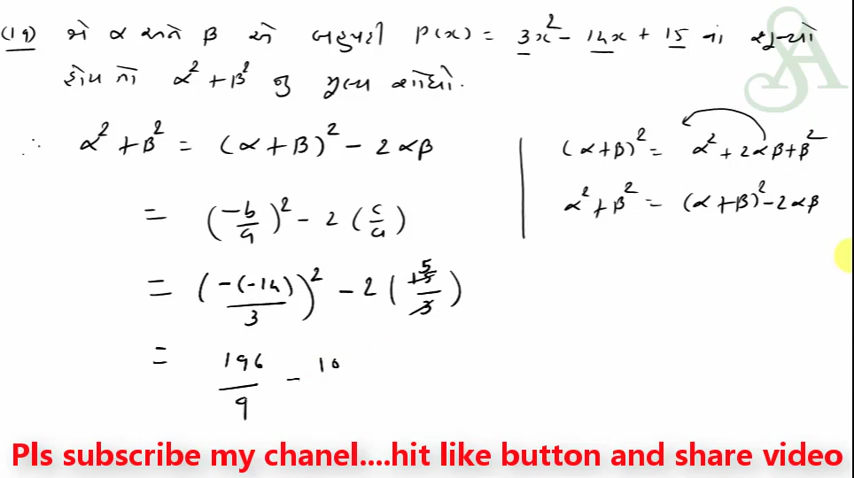 (19) જો α અને β એ બહુપદી P(x) = 3x² - 14x + 15 નાં શૂન્યો
હોય તો α² + β² નું મૂલ્ય શોધો.
∴ α² + β² = (α + β)² - 2αβ
= (-b/a)² - 2(c/a)
= (-(-14)/3)² - 2(15/3) 5
= 196/9 - 10
(α+β)² = α² + 2αβ + β²
α² + β² = (α+β)² - 2αβ
Pls subscribe my chanel....hit like button and share video